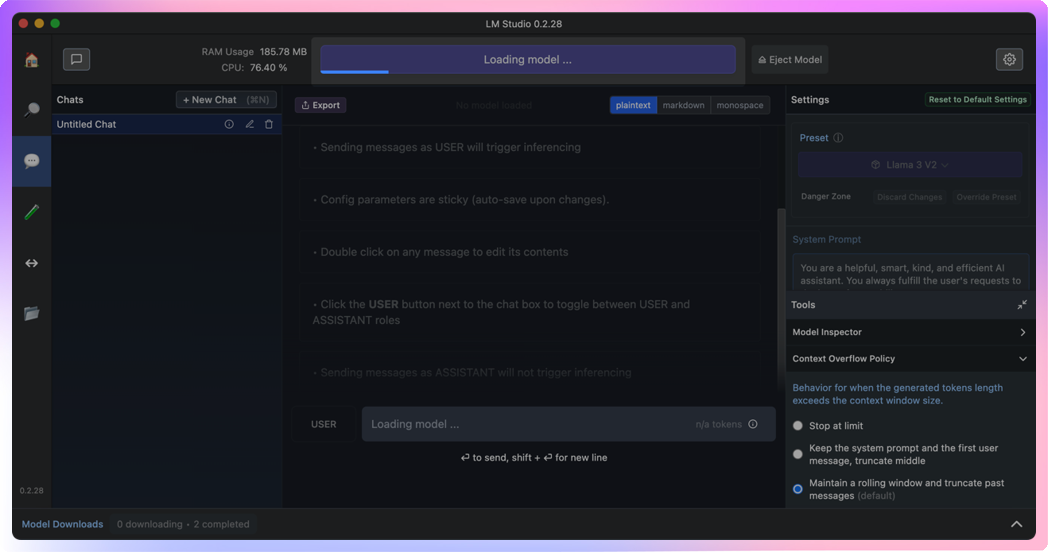 LM Studio 0.2.28
RAM Usage 185.78 MB
CPU: 76.40 %
Loading model ...
Eject Model
Chats
+ New Chat (⌘N)
Untitled Chat
Export
No model loaded
plaintext markdown monospace
• Sending messages as USER will trigger inferencing
• Config parameters are sticky (auto-save upon changes).
• Double click on any message to edit its contents
• Click the USER button next to the chat box to toggle between USER and
ASSISTANT roles
• Sending messages as ASSISTANT will not trigger inferencing
USER
Loading model ...
n/a tokens
⏎ to send, shift + ⏎ for new line
Settings
Reset to Default Settings
Preset
Llama 3 V2
Danger Zone
Discard Changes
Override Preset
System Prompt
You are a helpful, smart, kind, and efficient AI
assistant. You always fulfill the user's requests to
Tools
Model Inspector
Context Overflow Policy
Behavior for when the generated tokens length
exceeds the context window size.
Stop at limit
Keep the system prompt and the first user
message, truncate middle
Maintain a rolling window and truncate past
messages (default)
0.2.28
Model Downloads
0 downloading • 2 completed